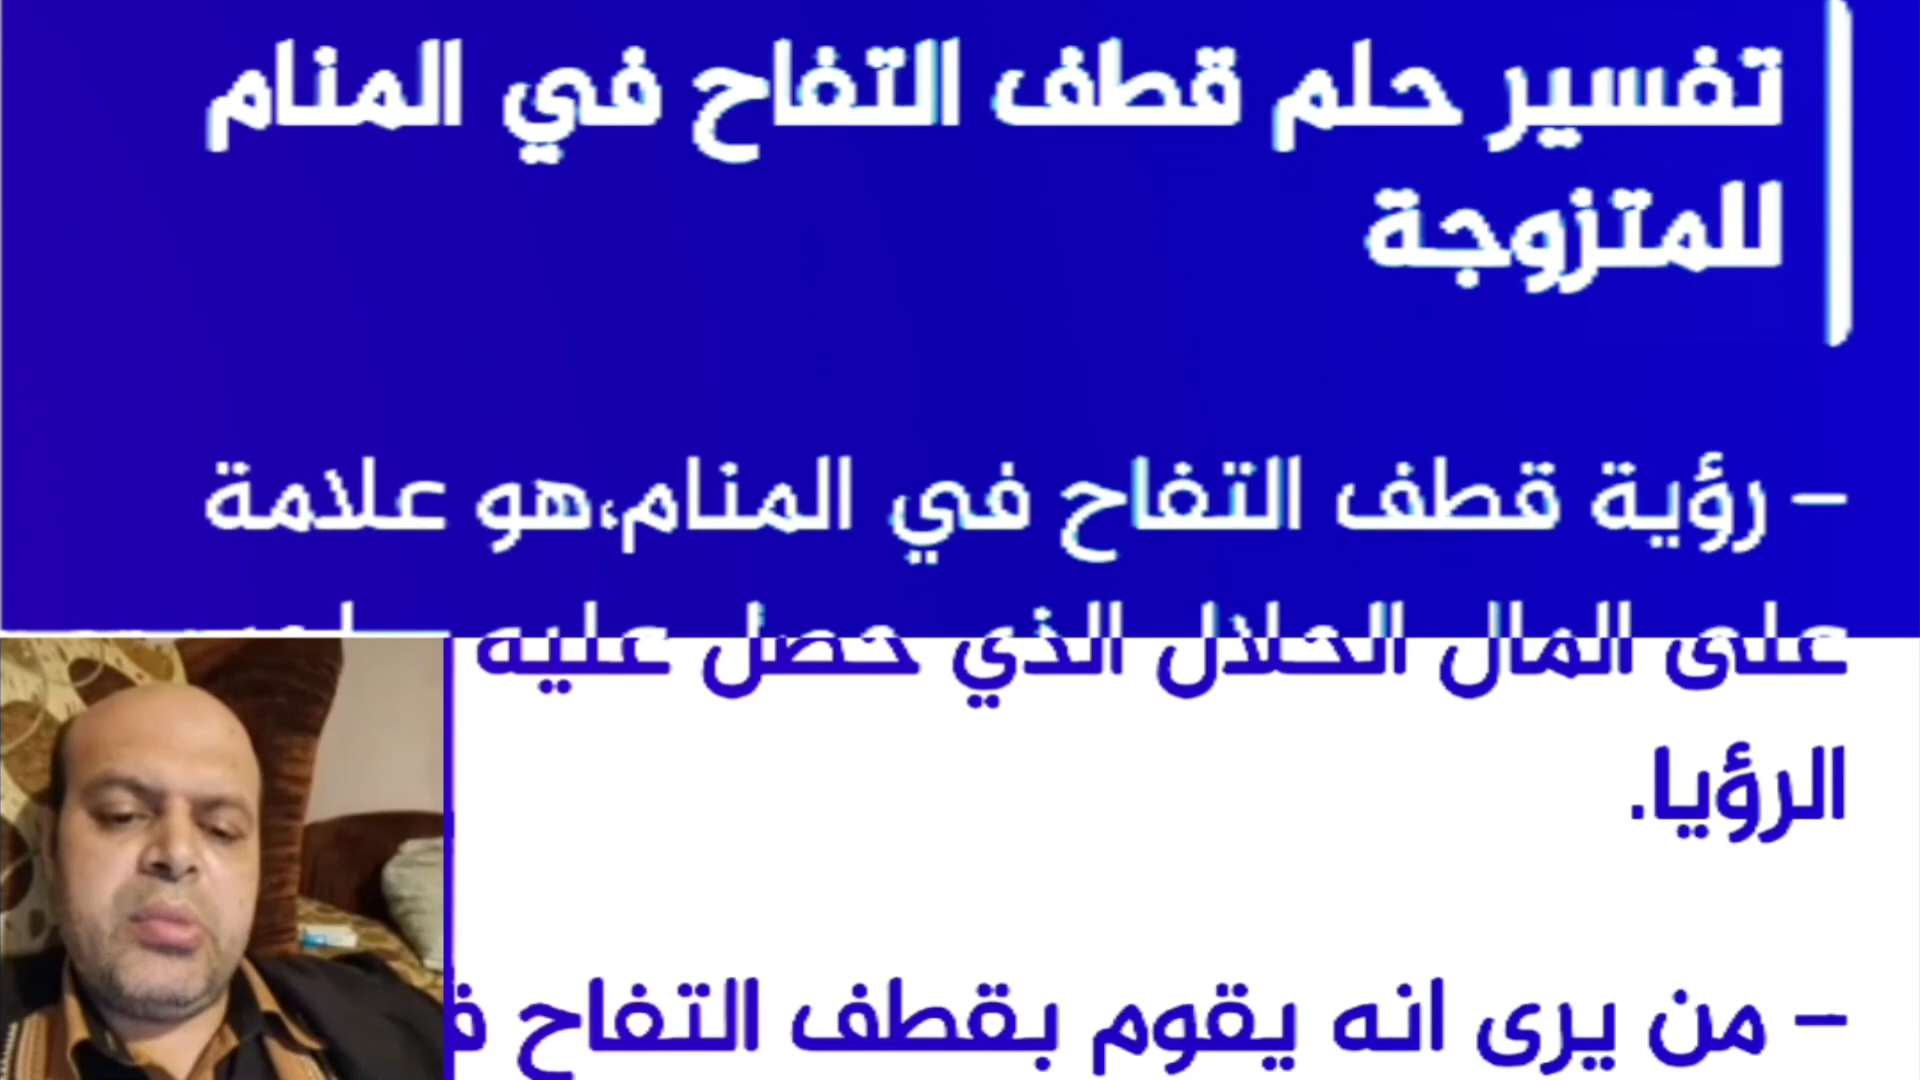 تفسير حلم قطف التفاح في المنام
للمتزوجة
– رؤية قطف التفاح في المنام،هو علامة
على المال الحلال الذي حصل عليه
الرؤيا.
– من يرى انه يقوم بقطف التفاح